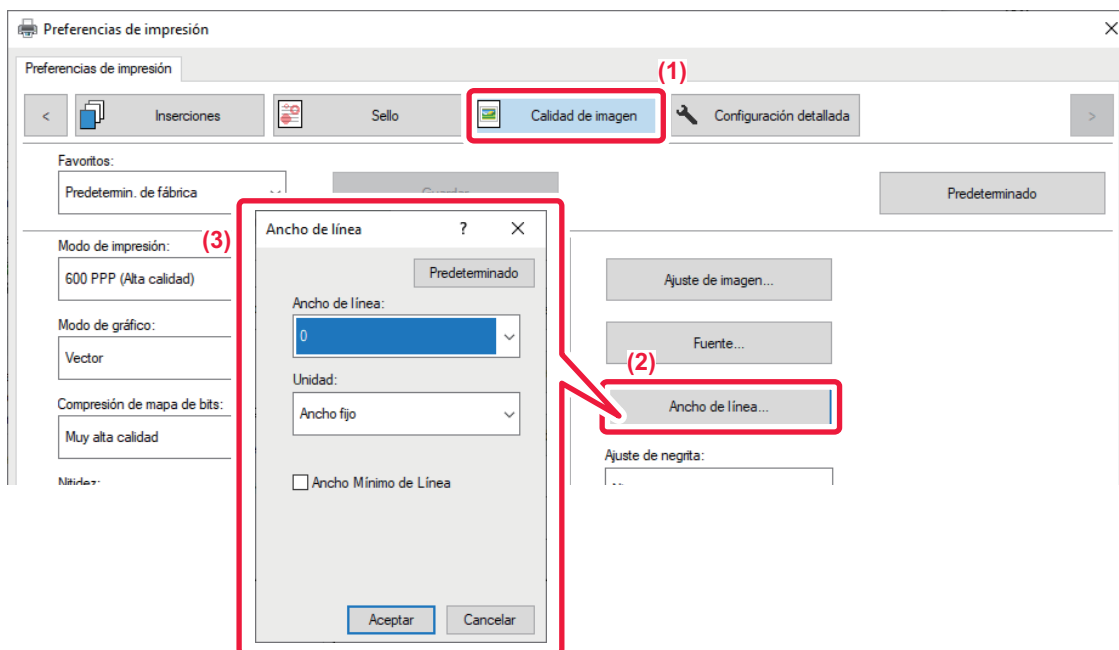 Preferencias de impresión
Preferencias de impresión
(1)
< Inserciones Sello Calidad de imagen Configuración detallada >
Favoritos:
Predetermin. de fábrica
Guardar
Predeterminado
(3)
Ancho de línea ? ×
Predeterminado
Ancho de línea:
0
Unidad:
Ancho fijo
Ancho Mínimo de Línea
Aceptar Cancelar
Modo de impresión:
600 PPP (Alta calidad)
Modo de gráfico:
Vector
Compresión de mapa de bits:
Muy alta calidad
Nitidez:
Ajuste de imagen...
Fuente...
(2)
Ancho de línea...
Ajuste de negrita: